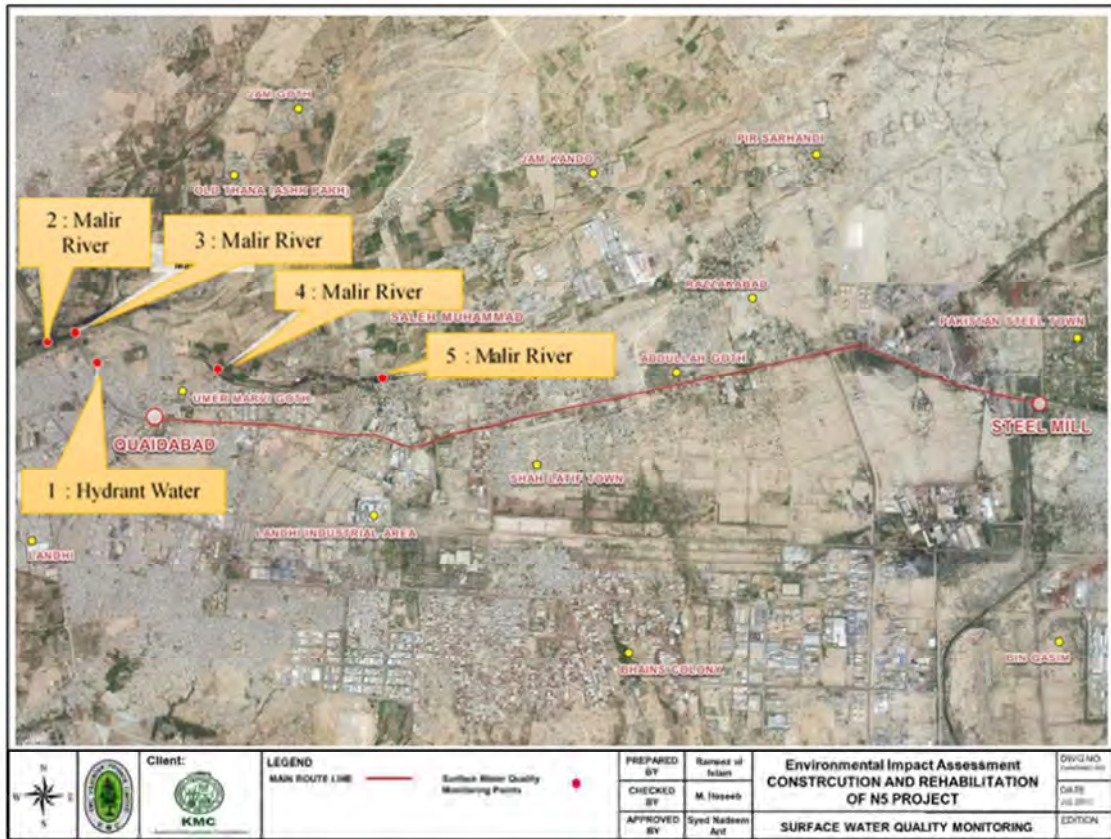 JAM GOTH
PIR SARHANDI
JAM KANDO
OLD THANA (ASHK PARH)
2 : Malir
River
3 : Malir River
4 : Malir River
RAZZAKABAD
SALEH MUHAMMAD
PAKISTAN STEEL TOWN
5 : Malir River
ABDULLAH GOTH
UMER MARVI GOTH
QUAIDABAD
STEEL MILL
1 : Hydrant Water
SHAH LATIF TOWN
LANDHI INDUSTRIAL AREA
LANDHI
BHAINS COLONY
BIN QASIM
N
W
E
S
Client:
KMC
LEGEND
MAIN ROUTE LINE
Surface Water Quality
Monitoring Points
PREPARED
BY
Rameez ul
Islam
CHECKED
BY
M. Haseeb
APPROVED
BY
Syed Nadeem
Arif
Environmental Impact Assessment
CONSTRCUTION AND REHABILITATION
OF N5 PROJECT
SURFACE WATER QUALITY MONITORING
DWG NO.
DATE
EDITION